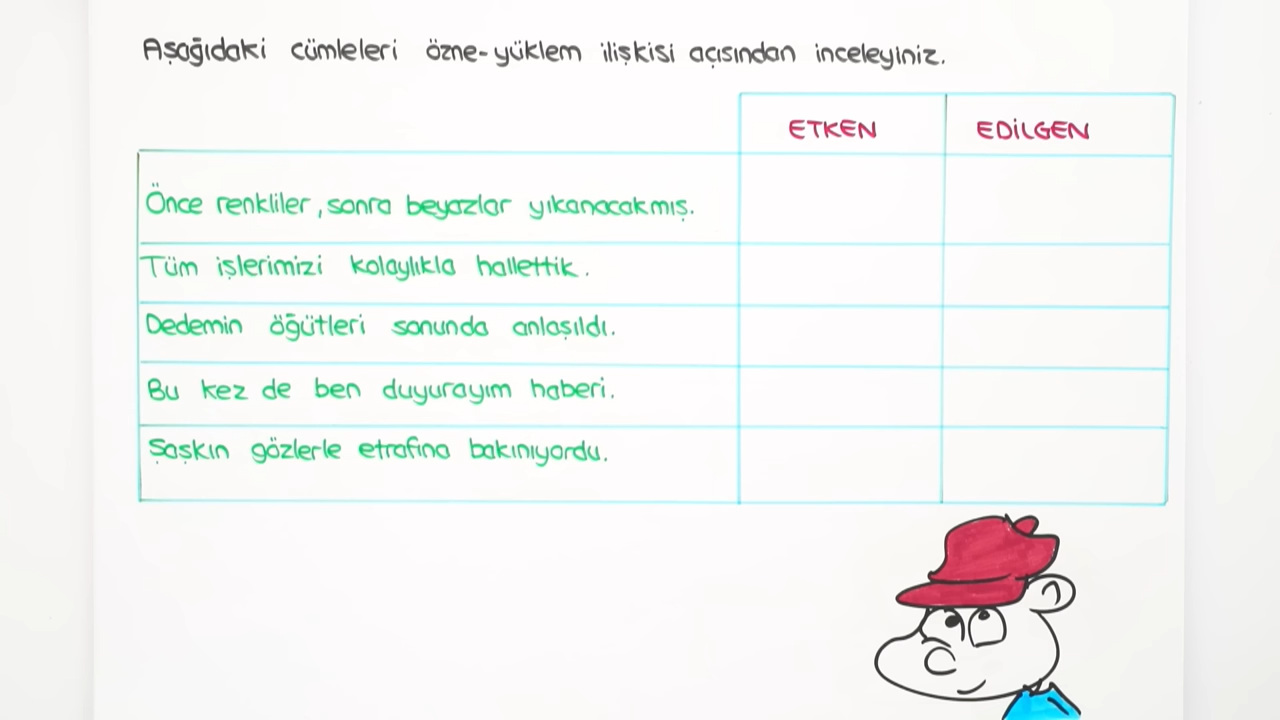 Aşağıdaki cümleleri özne-yüklem ilişkisi açısından inceleyiniz.
ETKEN EDİLGEN
Önce renkliler, sonra beyazlar yıkanacakmış.
Tüm işlerimizi kolaylıkla hallettik.
Dedemin öğütleri sonunda anlaşıldı.
Bu kez de ben duyurayım haberi.
Şaşkın gözlerle etrafına bakınıyordu.